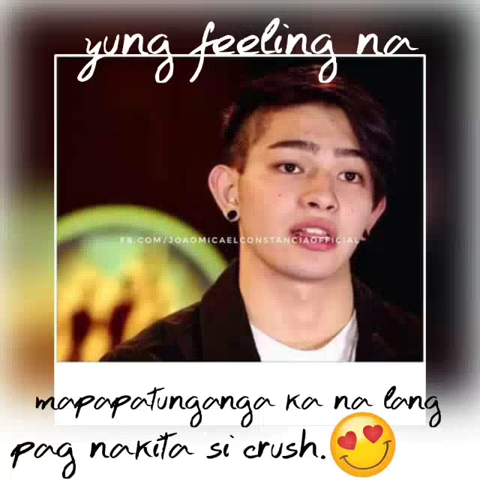 yung feeling na
FB.COM/JOAOMICAELCONSTANCIAOFFICIAL
mapapatunganga ka na lang
pag nakita si crush.